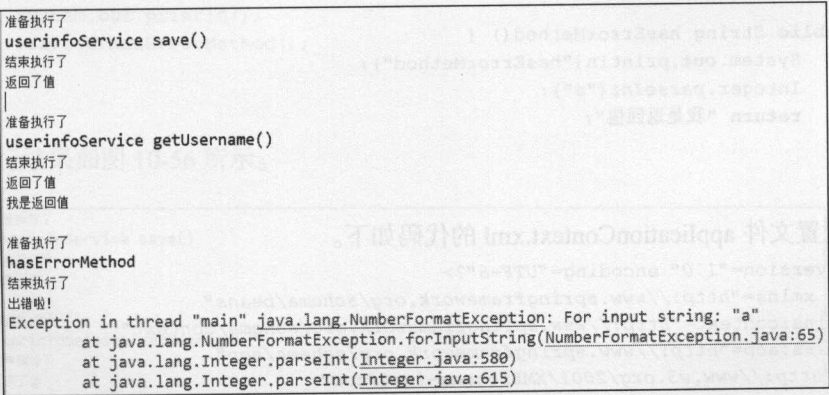 准备执行了
userinfoService save()
结束执行了
返回了值
准备执行了
userinfoService getUsername()
结束执行了
返回了值
我是返回值
准备执行了
hasErrorMethod
结束执行了
出错啦!
Exception in thread "main" java.lang.NumberFormatException: For input string: "a"
at java.lang.NumberFormatException.forInputString(NumberFormatException.java:65)
at java.lang.Integer.parseInt(Integer.java:580)
at java.lang.Integer.parseInt(Integer.java:615)